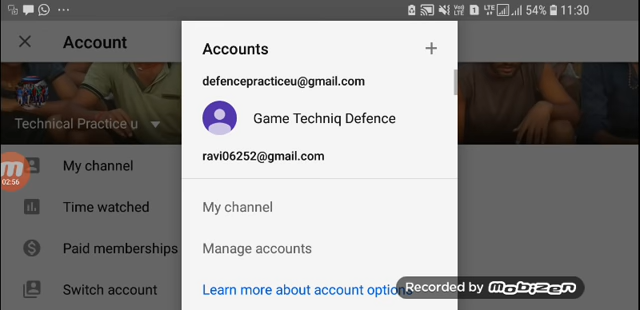 54% 11:30
Account
Accounts
+
defencepracticeu@gmail.com
Technical Practice u
Game Techniq Defence
ravi06252@gmail.com
My channel
02:56
Time watched
My channel
Paid memberships
Manage accounts
Switch account
Learn more about account options
Recorded by mobizen